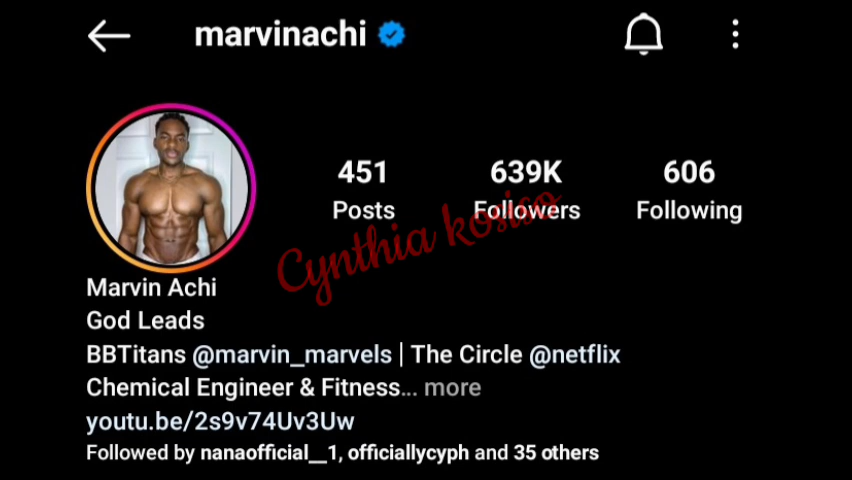 marvinachi
451 639K 606
Posts Followers Following
Cynthia kosiso
Marvin Achi
God Leads
BBTitans @marvin_marvels | The Circle @netflix
Chemical Engineer & Fitness... more
youtu.be/2s9v74Uv3Uw
Followed by nanaofficial__1, officiallycyph and 35 others